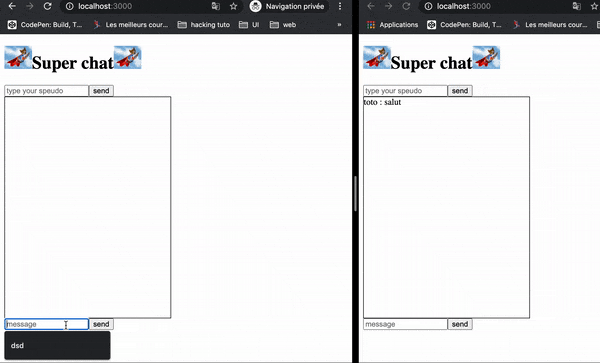 localhost:3000
Navigation privée
CodePen: Build, T...
Les meilleurs cour...
hacking tuto
UI
web
»
Super chat
type your speudo
send
message
send
dsd
localhost:3000
Applications
CodePen: Build, T...
Les meilleurs cour...
Super chat
type your speudo
send
toto : salut
message
send